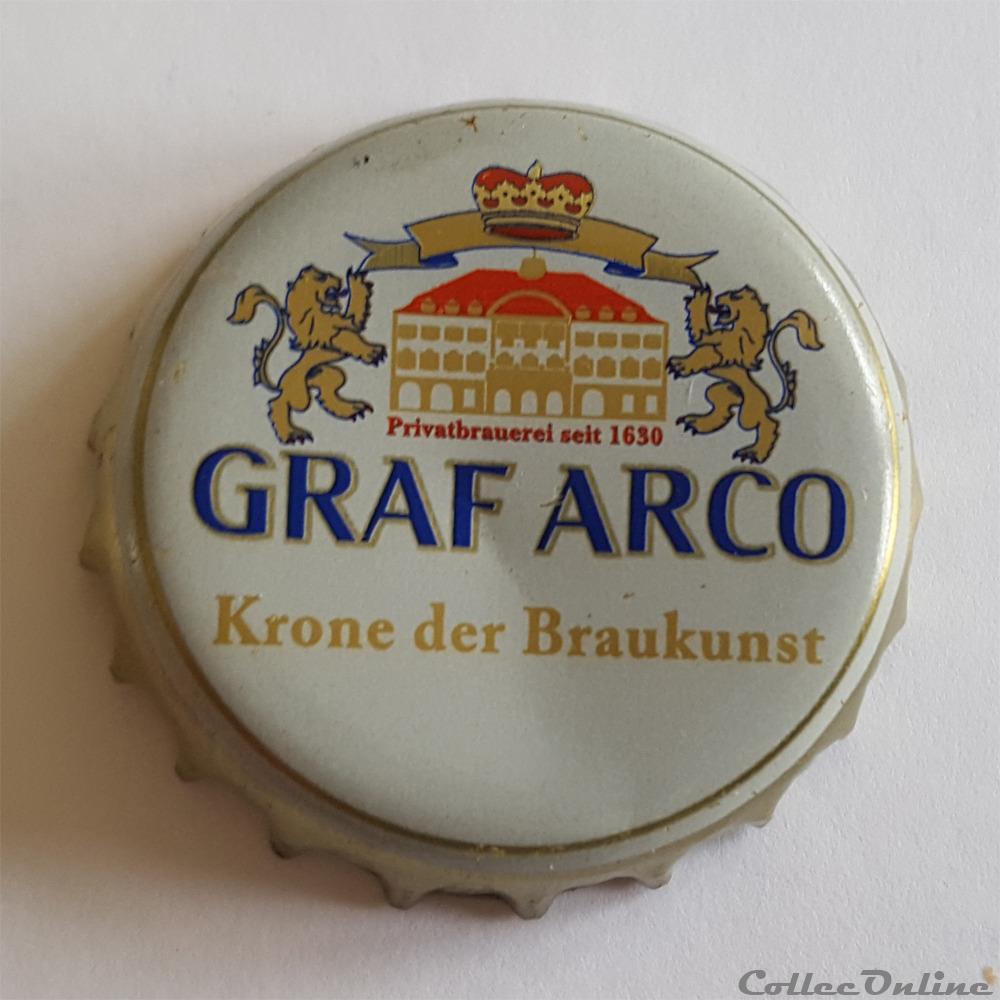 Privatbrauerei seit 1630
GRAF ARCO
Krone der Braukunst
CollecOnline